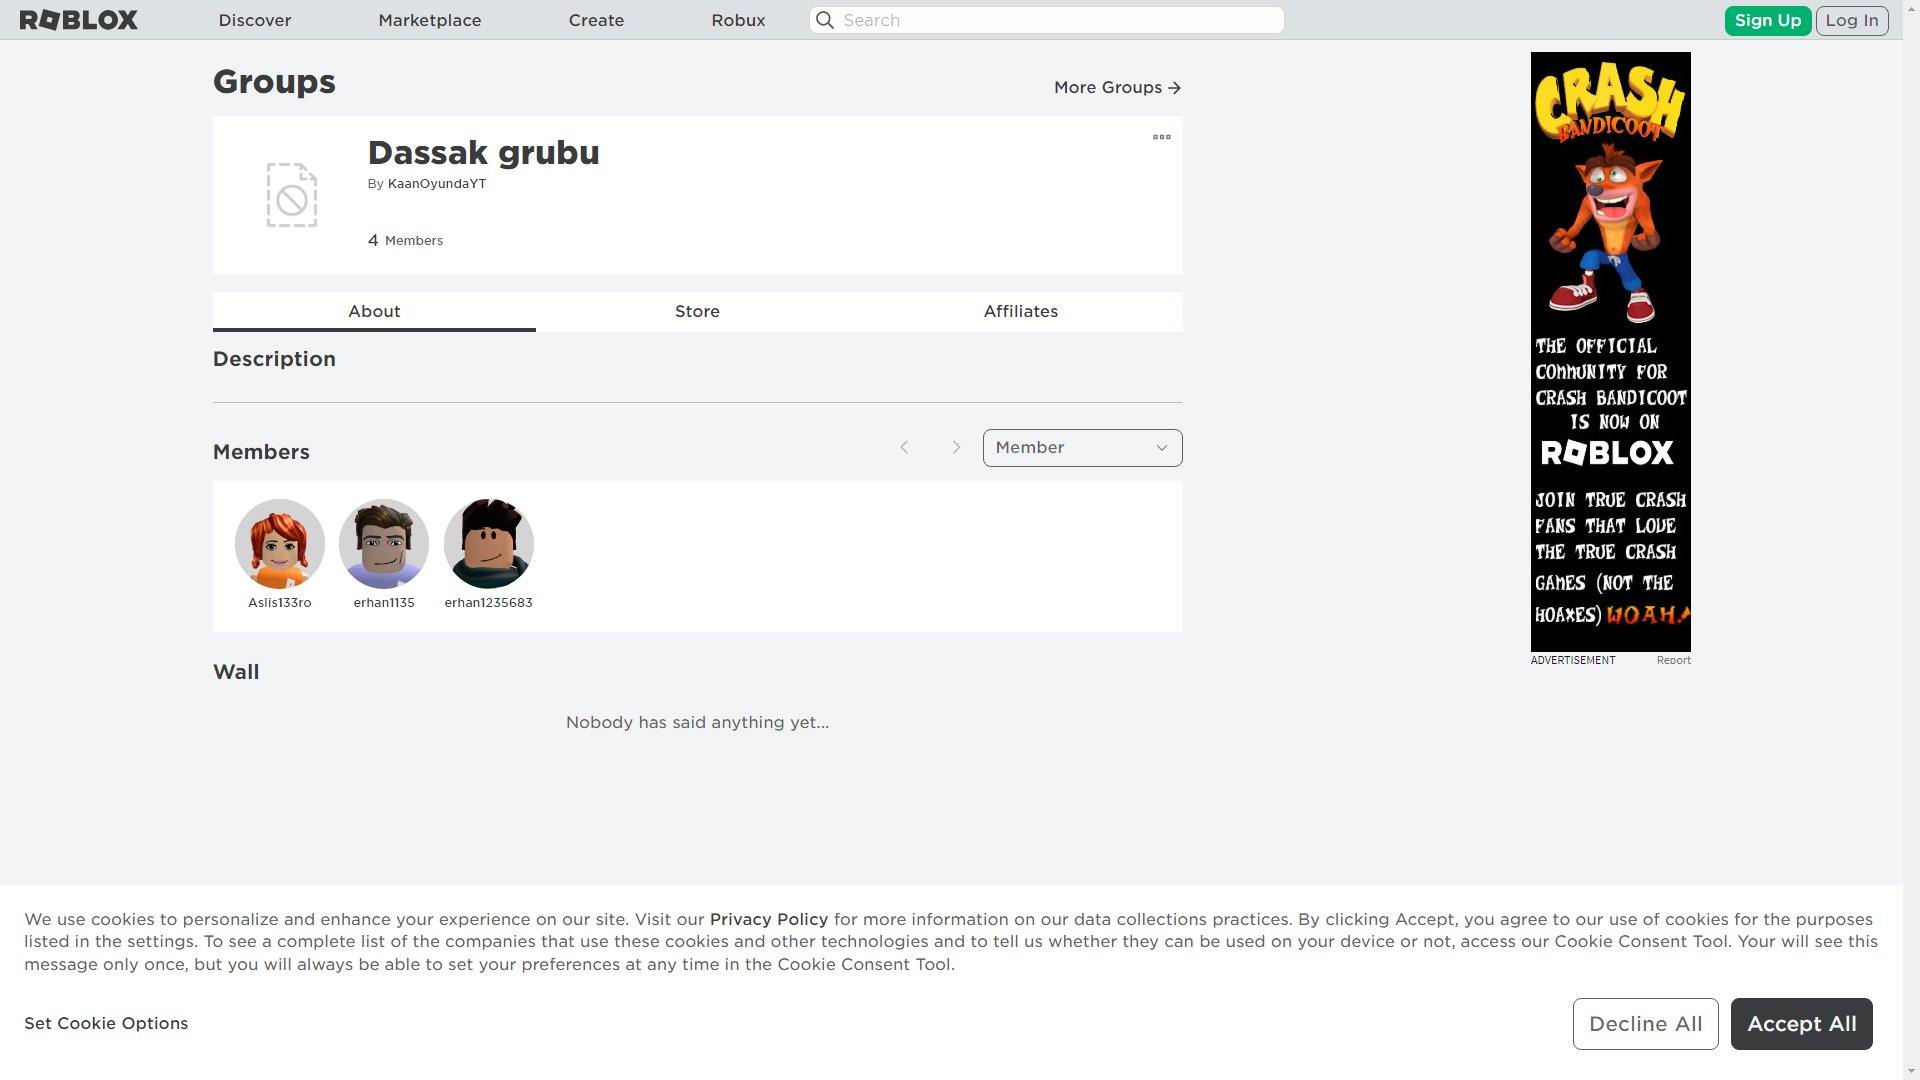 ROBLOX
Discover
Marketplace
Create
Robux
Search
Sign Up
Log In
Groups
More Groups
Dassak grubu
By KaanOyundaYT
4 Members
About
Store
Affiliates
Description
Members
Member
Aslis133ro
erhan1135
erhan1235683
Wall
Nobody has said anything yet...
CRASH
BANDICOOT
THE OFFICIAL
COMMUNITY FOR
CRASH BANDICOOT
IS NOW ON
ROBLOX
JOIN TRUE CRASH
FANS THAT LOVE
THE TRUE CRASH
GAMES (NOT THE
HOAXES) WOAH!
ADVERTISEMENT
Report
We use cookies to personalize and enhance your experience on our site. Visit our Privacy Policy for more information on our data collections practices. By clicking Accept, you agree to our use of cookies for the purposes
listed in the settings. To see a complete list of the companies that use these cookies and other technologies and to tell us whether they can be used on your device or not, access our Cookie Consent Tool. Your will see this
message only once, but you will always be able to set your preferences at any time in the Cookie Consent Tool.
Set Cookie Options
Decline All
Accept All